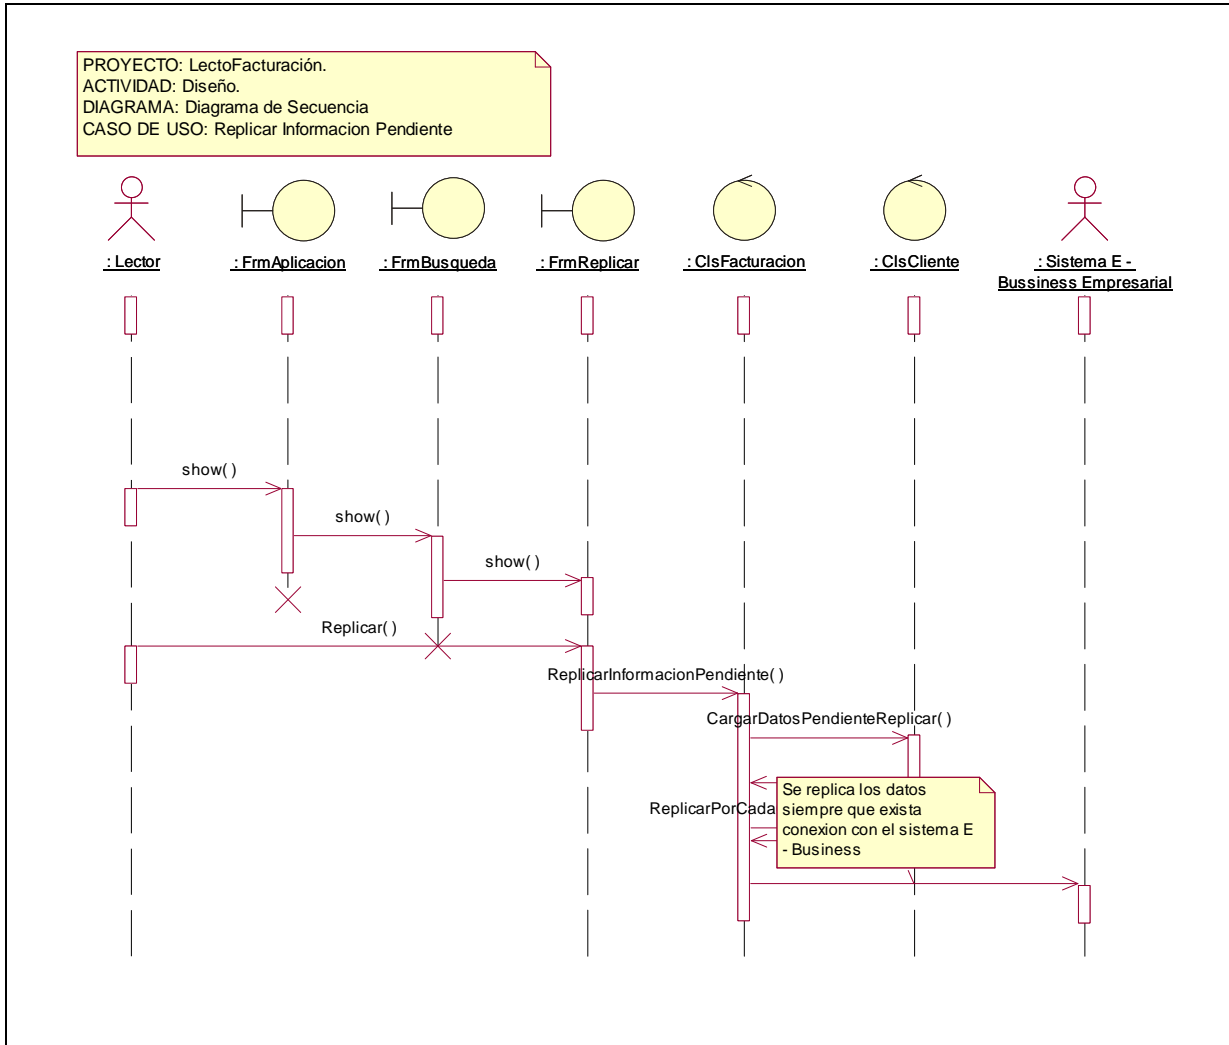 PROYECTO: LectoFacturación.
ACTIVIDAD: Diseño.
DIAGRAMA: Diagrama de Secuencia
CASO DE USO: Replicar Informacion Pendiente
: Lector
: FrmAplicacion
: FrmBusqueda
: FrmReplicar
: ClsFacturacion
: ClsCliente
: Sistema E -
Bussiness Empresarial
show( )
show( )
show( )
Replicar( )
ReplicarInformacionPendiente( )
CargarDatosPendienteReplicar( )
ReplicarPorCada
Se replica los datos
siempre que exista
conexion con el sistema E
- Business